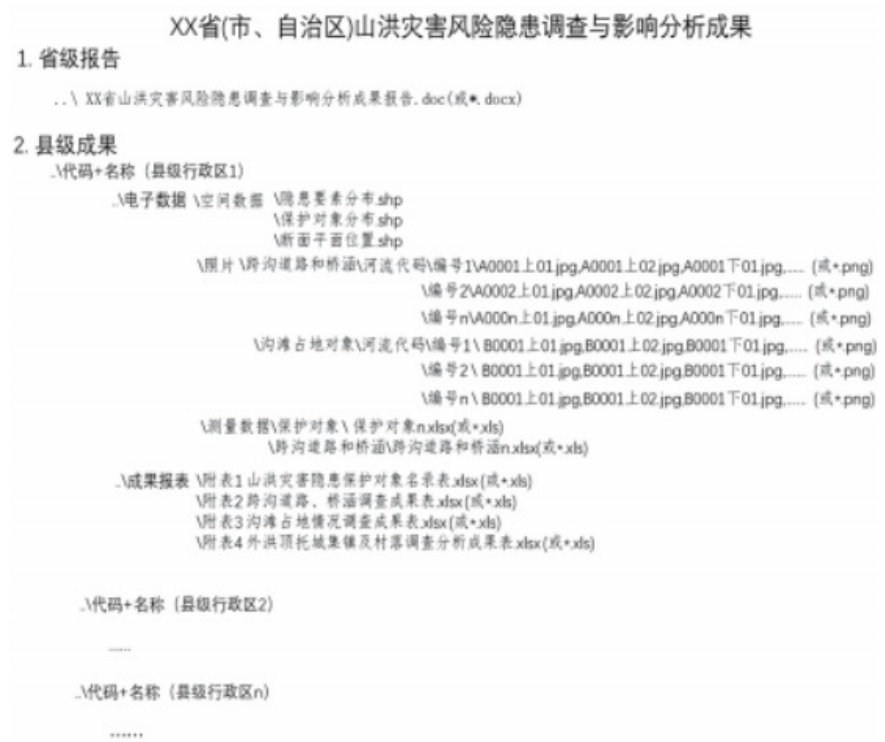 XX省(市、自治区)山洪灾害风险隐患调查与影响分析成果
1. 省级报告
..\ XX省山洪灾害风险隐患调查与影响分析成果报告.doc(或*.docx)
2. 县级成果
..\代码+名称（县级行政区1）
..\电子数据 \空间数据 \隐患要素分布.shp
\保护对象分布.shp
\断面平面位置.shp
\照片\跨沟道路和桥涵\河流代码\编号1\A0001上01.jpg,A0001上02.jpg,A0001下01.jpg,..... (或*.png)
\编号2\A0002上01.jpg,A0002上02.jpg,A0002下01.jpg,..... (或*.png)
\编号n\A000n上01.jpg,A000n上02.jpg,A000n下01.jpg,..... (或*.png)
\沟滩占地对象\河流代码\编号1\ B0001上01.jpg,B0001上02.jpg,B0001下01.jpg,..... (或*.png)
\编号2\ B0001上01.jpg,B0001上02.jpg,B0001下01.jpg,..... (或*.png)
\编号n\ B0001上01.jpg,B0001上02.jpg,B0001下01.jpg,..... (或*.png)
\测量数据\保护对象\ 保护对象n.xlsx(或*.xls)
\跨沟道路和桥涵\跨沟道路和桥涵n.xlsx(或*.xls)
..\成果报表 \附表1山洪灾害隐患保护对象名录表.xlsx(或*.xls)
\附表2跨沟道路、桥涵调查成果表.xlsx(或*.xls)
\附表3沟滩占地情况调查成果表.xlsx(或*.xls)
\附表4外洪顶托城集镇及村落调查分析成果表.xlsx(或*.xls)
..\代码+名称（县级行政区2）
......
..\代码+名称（县级行政区n）
......